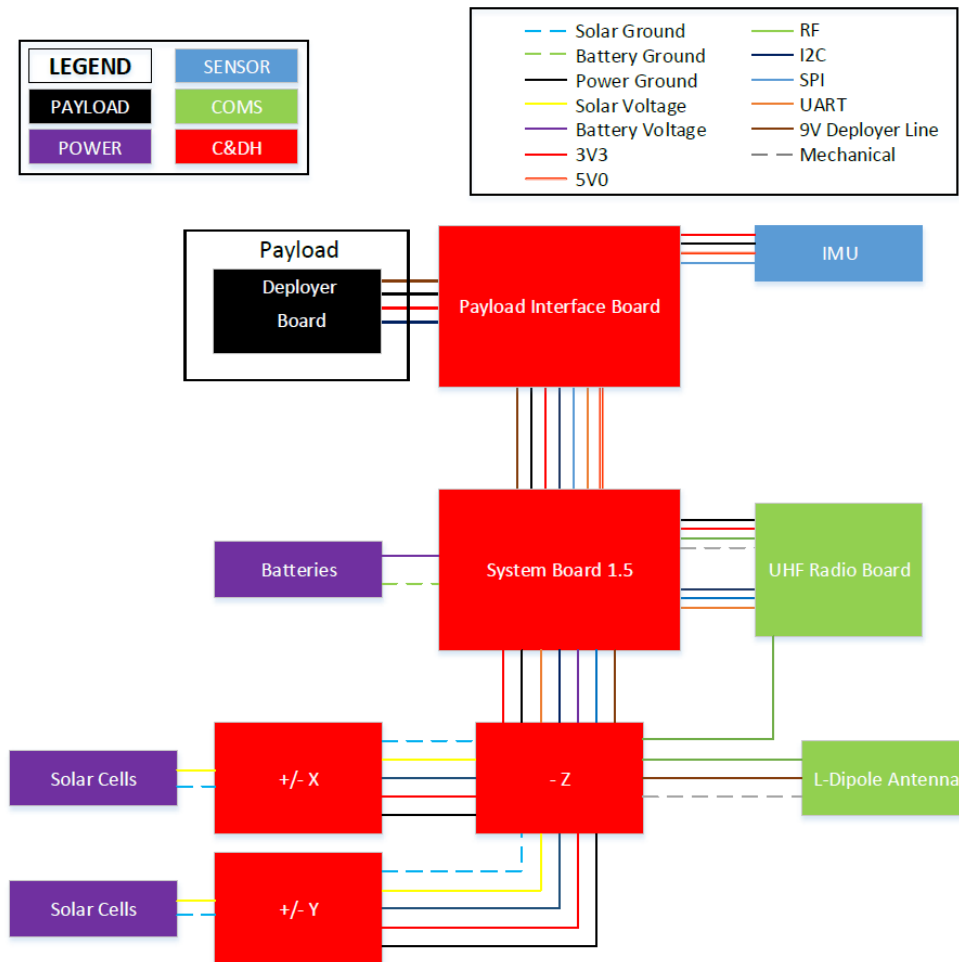 LEGEND
SENSOR
PAYLOAD
COMS
POWER
C&DH
Solar Ground
Battery Ground
Power Ground
Solar Voltage
Battery Voltage
3V3
5V0
RF
I2C
SPI
UART
9V Deployer Line
Mechanical
Payload
Deployer
Board
Payload Interface Board
IMU
Batteries
System Board 1.5
UHF Radio Board
Solar Cells
+/- X
- Z
L-Dipole Antenna
Solar Cells
+/- Y